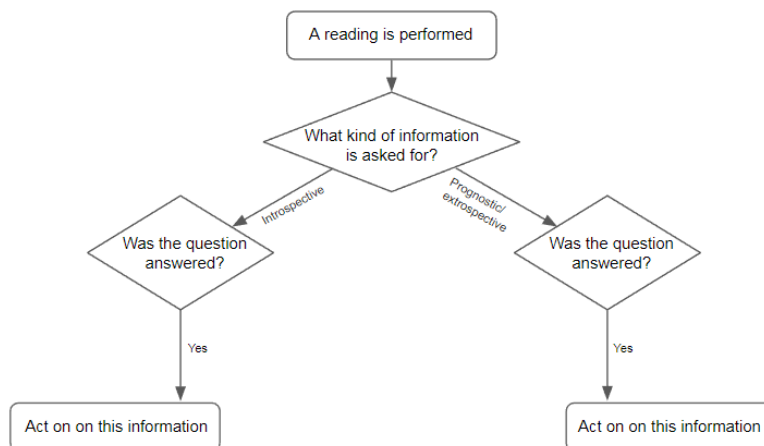 A reading is performed
What kind of information
is asked for?
Introspective
Prognostic/
extrospective
Was the question
answered?
Was the question
answered?
Yes
Yes
Act on on this information
Act on on this information